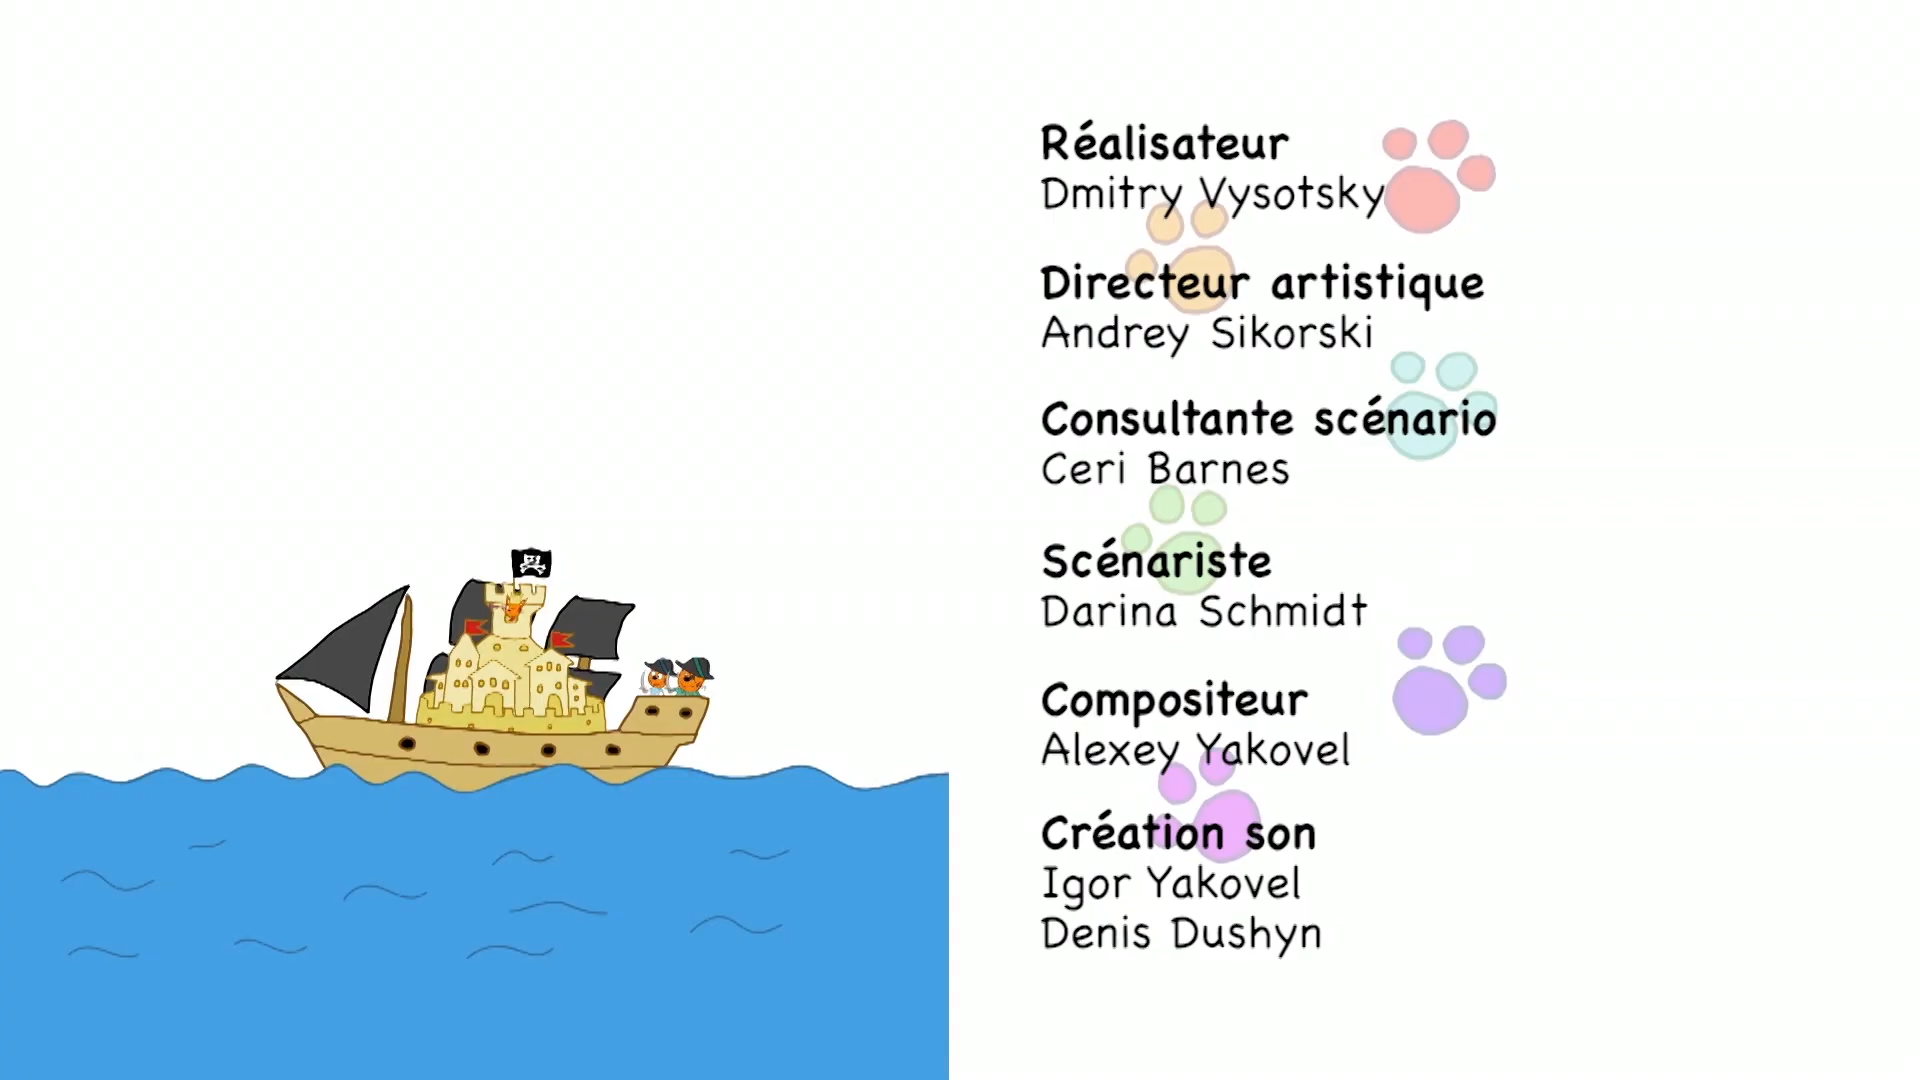 Réalisateur
Dmitry Vysotsky
Directeur artistique
Andrey Sikorski
Consultante scénario
Ceri Barnes
Scénariste
Darina Schmidt
Compositeur
Alexey Yakovel
Création son
Igor Yakovel
Denis Dushyn